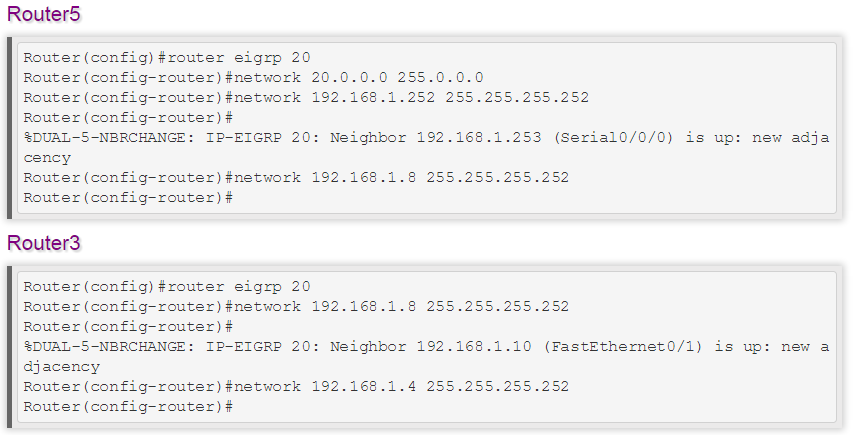 Router5
Router(config)#router eigrp 20
Router(config-router)#network 20.0.0.0 255.0.0.0
Router(config-router)#network 192.168.1.252 255.255.255.252
Router(config-router)#
%DUAL-5-NBRCHANGE: IP-EIGRP 20: Neighbor 192.168.1.253 (Serial0/0/0) is up: new adja
cency
Router(config-router)#network 192.168.1.8 255.255.255.252
Router(config-router)#
Router3
Router(config)#router eigrp 20
Router(config-router)#network 192.168.1.8 255.255.255.252
Router(config-router)#
%DUAL-5-NBRCHANGE: IP-EIGRP 20: Neighbor 192.168.1.10 (FastEthernet0/1) is up: new a
djacency
Router(config-router)#network 192.168.1.4 255.255.255.252
Router(config-router)#